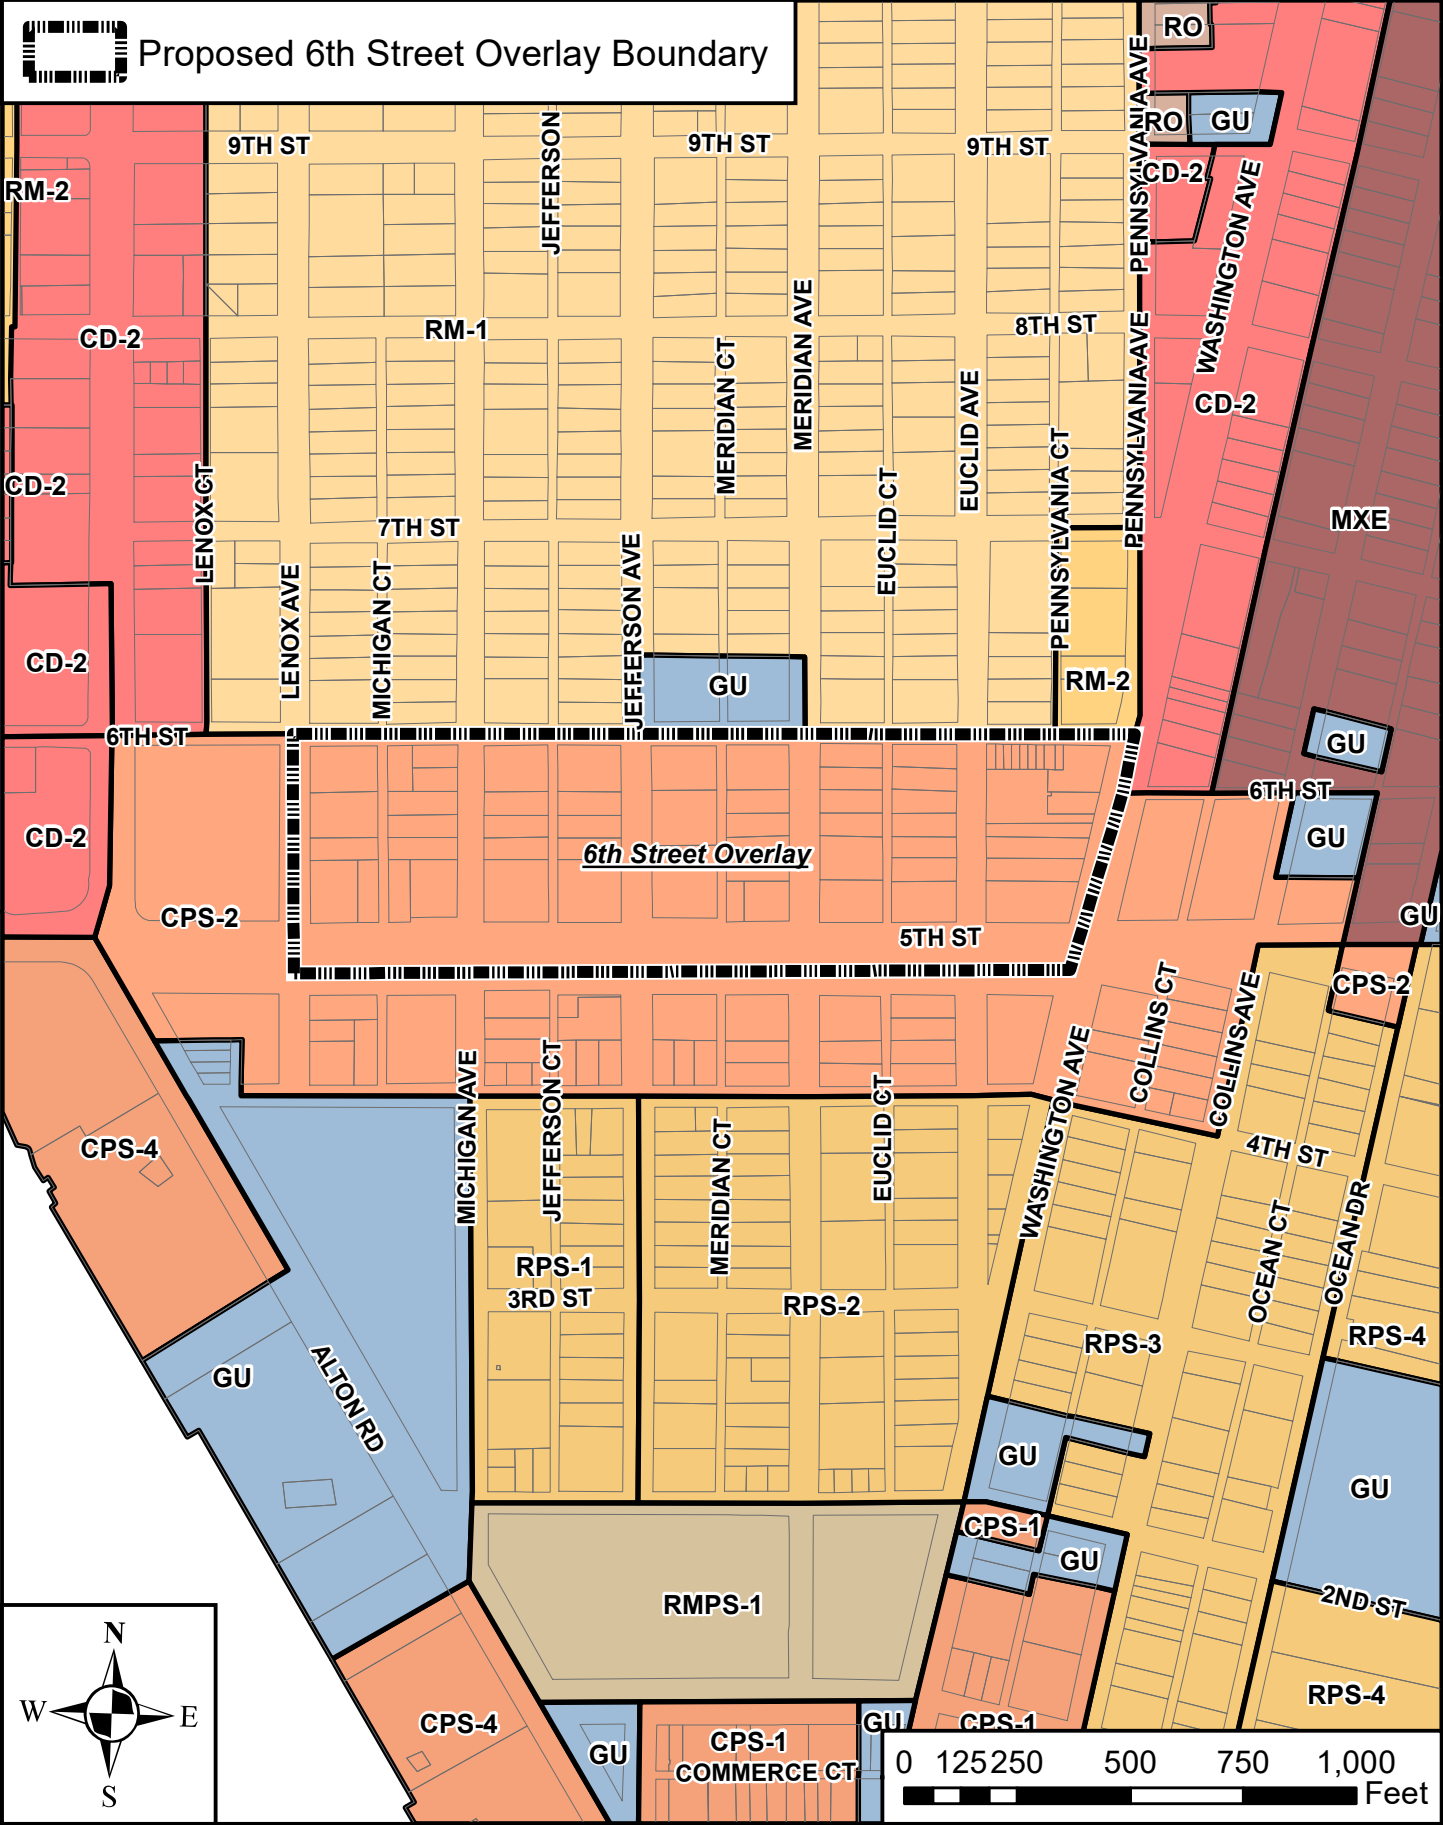 Proposed 6th Street Overlay Boundary
RO
RO
GU
9TH ST
9TH ST
9TH ST
JEFFERSON
PENNSYLVANIA AVE
CD-2
RM-2
WASHINGTON AVE
RM-1
8TH ST
CD-2
MERIDIAN CT
MERIDIAN AVE
EUCLID AVE
PENNSYLVANIA AVE
CD-2
CD-2
LENOX CT
7TH ST
EUCLID CT
PENNSYLVANIA CT
MXE
LENOX AVE
MICHIGAN CT
JEFFERSON AVE
CD-2
GU
RM-2
6TH ST
GU
6TH ST
CD-2
6th Street Overlay
GU
CPS-2
5TH ST
GU
CPS-2
COLLINS CT
COLLINS AVE
WASHINGTON AVE
MICHIGAN AVE
JEFFERSON CT
MERIDIAN CT
EUCLID CT
CPS-4
4TH ST
OCEAN CT
OCEAN DR
RPS-1
3RD ST
RPS-2
RPS-3
RPS-4
GU
ALTON RD
GU
GU
CPS-1
GU
RMPS-1
2ND ST
RPS-4
CPS-4
GU
CPS-1
COMMERCE CT
GU
CPS-1
N
W
E
S
0 125 250 500 750 1,000
Feet